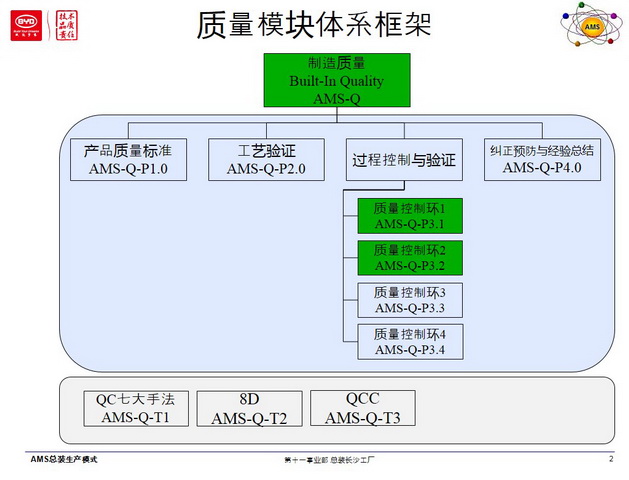 BYD
技术
品质
责任
质量模块体系框架
AMS
制造质量
Built-In Quality
AMS-Q
产品质量标准
AMS-Q-P1.0
工艺验证
AMS-Q-P2.0
过程控制与验证
纠正预防与经验总结
AMS-Q-P4.0
质量控制环1
AMS-Q-P3.1
质量控制环2
AMS-Q-P3.2
质量控制环3
AMS-Q-P3.3
质量控制环4
AMS-Q-P3.4
QC七大手法
AMS-Q-T1
8D
AMS-Q-T2
QCC
AMS-Q-T3
AMS总装生产模式
第十一事业部 总装长沙工厂
2